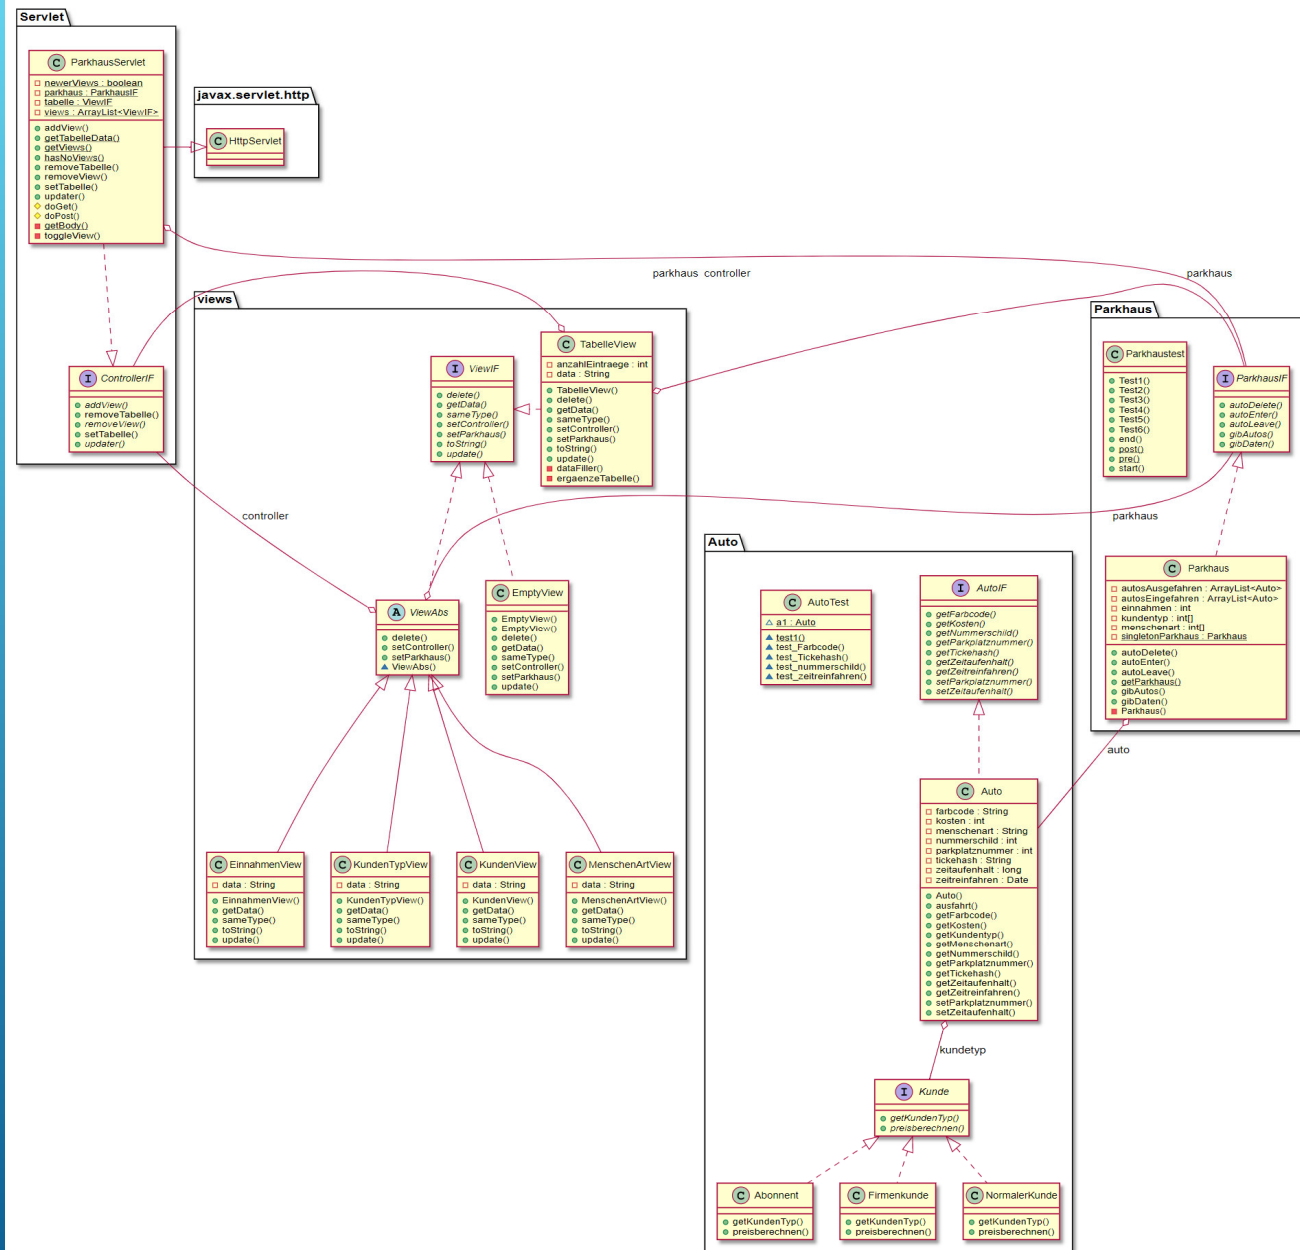 Servlet
C ParkhausServlet
newerViews : boolean
parkhaus : ParkhausIF
tabelle : ViewIF
views : ArrayList<ViewIF>
addView()
getTabelleData()
getViews()
hasNoViews()
removeTabelle()
removeView()
setTabelle()
updater()
doGet()
doPost()
getBody()
toggleView()
javax.servlet.http
C HttpServlet
I ControllerIF
addView()
removeTabelle()
removeView()
setTabelle()
updater()
parkhaus controller
parkhaus
controller
parkhaus
views
I ViewIF
delete()
getData()
sameType()
setController()
setParkhaus()
toString()
update()
C TabelleView
anzahlEintraege : int
data : String
TabelleView()
delete()
getData()
sameType()
setController()
setParkhaus()
toString()
update()
dataFiller()
ergaenzeTabelle()
A ViewAbs
delete()
setController()
setParkhaus()
ViewAbs()
C EmptyView
EmptyView()
EmptyView()
delete()
getData()
sameType()
setController()
setParkhaus()
update()
C EinnahmenView
data : String
EinnahmenView()
getData()
sameType()
toString()
update()
C KundenTypView
data : String
KundenTypView()
getData()
sameType()
toString()
update()
C KundenView
data : String
KundenView()
getData()
sameType()
toString()
update()
C MenschenArtView
data : String
MenschenArtView()
getData()
sameType()
toString()
update()
Parkhaus
C Parkhaustest
Test1()
Test2()
Test3()
Test4()
Test5()
Test6()
end()
post()
pre()
start()
I ParkhausIF
autoDelete()
autoEnter()
autoLeave()
gibAutos()
gibDaten()
C Parkhaus
autosAusgefahren : ArrayList<Auto>
autosEingefahren : ArrayList<Auto>
einnahmen : int
kundentyp : int[]
menschenart : int[]
singletonParkhaus : Parkhaus
autoDelete()
autoEnter()
autoLeave()
getParkhaus()
gibAutos()
gibDaten()
Parkhaus()
auto
Auto
C AutoTest
a1 : Auto
test1()
test_Farbcode()
test_Tickehash()
test_nummerschild()
test_zeitreinfahren()
I AutoIF
getFarbcode()
getKosten()
getNummerschild()
getParkplatznummer()
getTickehash()
getZeitaufenhalt()
getZeitreinfahren()
setParkplatznummer()
setZeitaufenhalt()
C Auto
farbcode : String
kosten : int
menschenart : String
nummerschild : int
parkplatznummer : int
tickehash : String
zeitaufenhalt : long
zeitreinfahren : Date
Auto()
ausfahrt()
getFarbcode()
getKosten()
getKundentyp()
getMenschenart()
getNummerschild()
getParkplatznummer()
getTickehash()
getZeitaufenhalt()
getZeitreinfahren()
setParkplatznummer()
setZeitaufenhalt()
kundetyp
I Kunde
getKundenTyp()
preisberechnen()
C Abonnent
getKundenTyp()
preisberechnen()
C Firmenkunde
getKundenTyp()
preisberechnen()
C NormalerKunde
getKundenTyp()
preisberechnen()